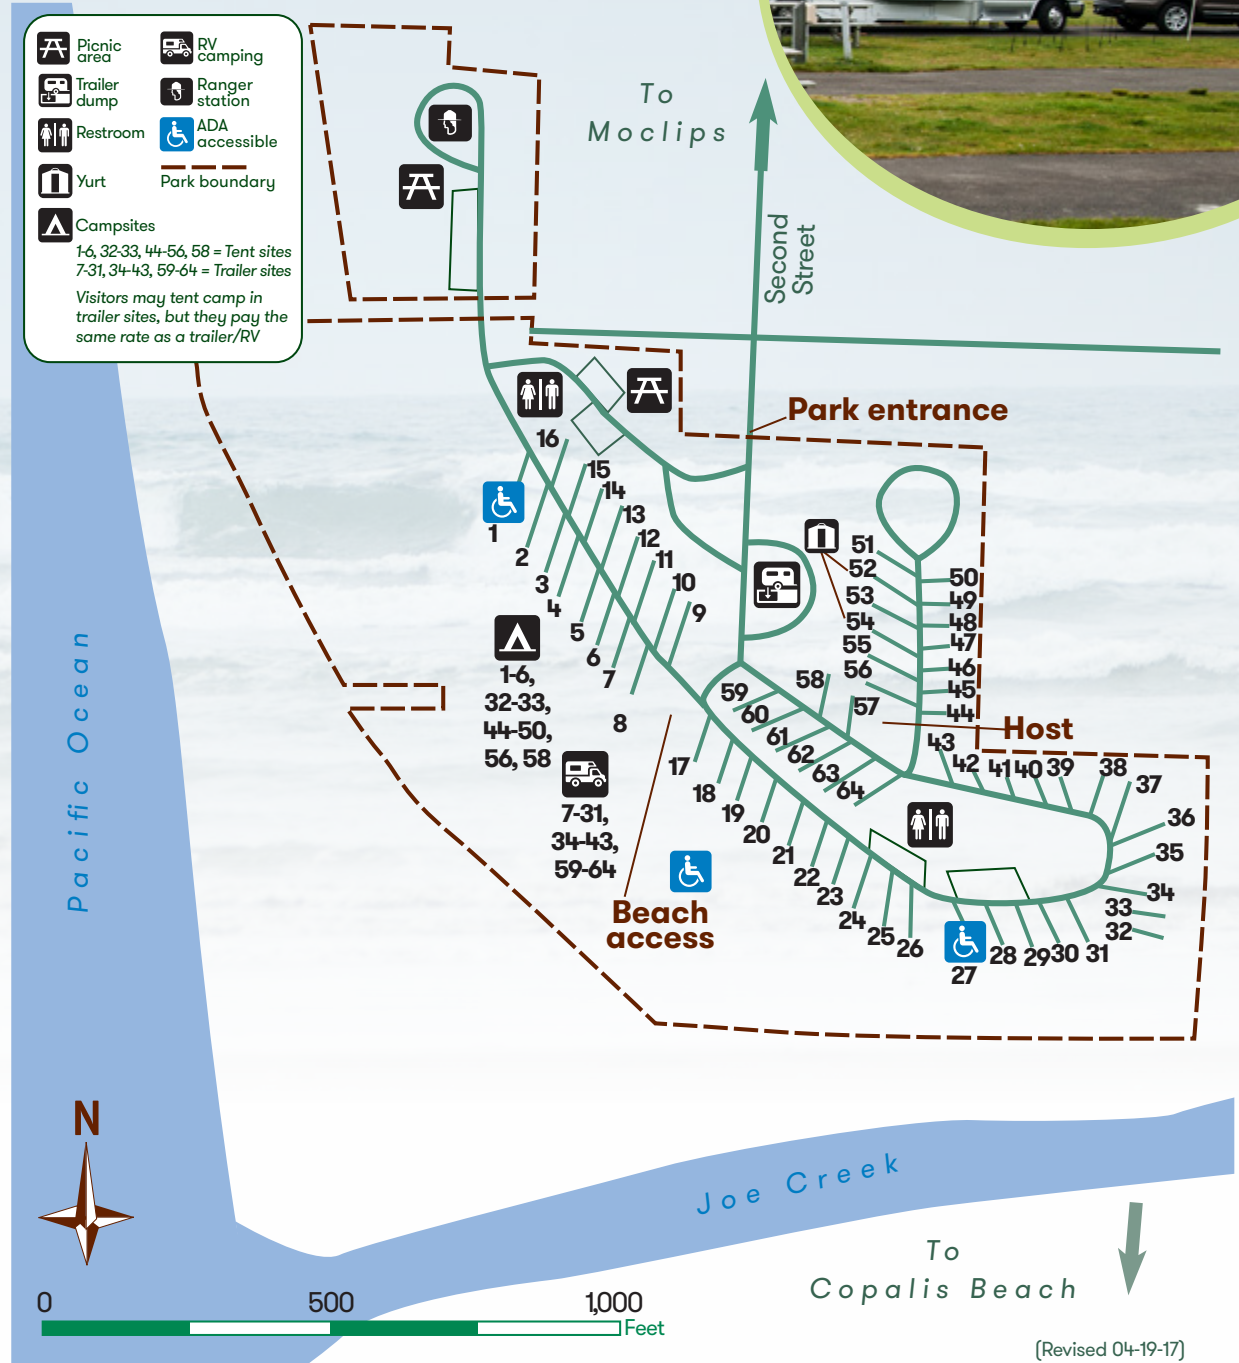 Picnic
area
RV
camping
Trailer
dump
Ranger
station
Restroom
ADA
accessible
Yurt
Park boundary
Campsites
1-6, 32-33, 44-56, 58 = Tent sites
7-31, 34-43, 59-64 = Trailer sites
Visitors may tent camp in
trailer sites, but they pay the
same rate as a trailer/RV
To
Moclips
Second
Street
Park entrance
16
15
14
13
12
11
10
9
1
2
3
4
5
6
7
8
1-6,
32-33,
44-50,
56, 58
7-31,
34-43,
59-64
Beach
access
51
52
53
54
55
56
57
58
50
49
48
47
46
45
44
Host
59
60
61
62
63
64
43
42
41
40
39
38
37
36
35
34
33
32
17
18
19
20
21
22
23
24
25
26
27
28
29
30
31
Pacific Ocean
N
Joe Creek
To
Copalis Beach
0
500
1,000
Feet
(Revised 04-19-17)